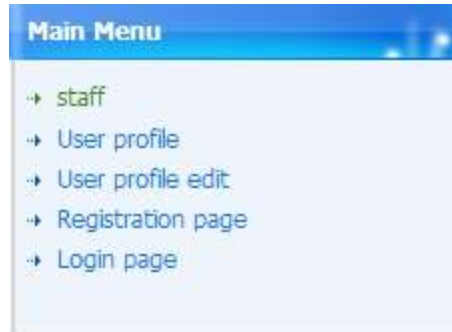 Main Menu
staff
User profile
User profile edit
Registration page
Login page